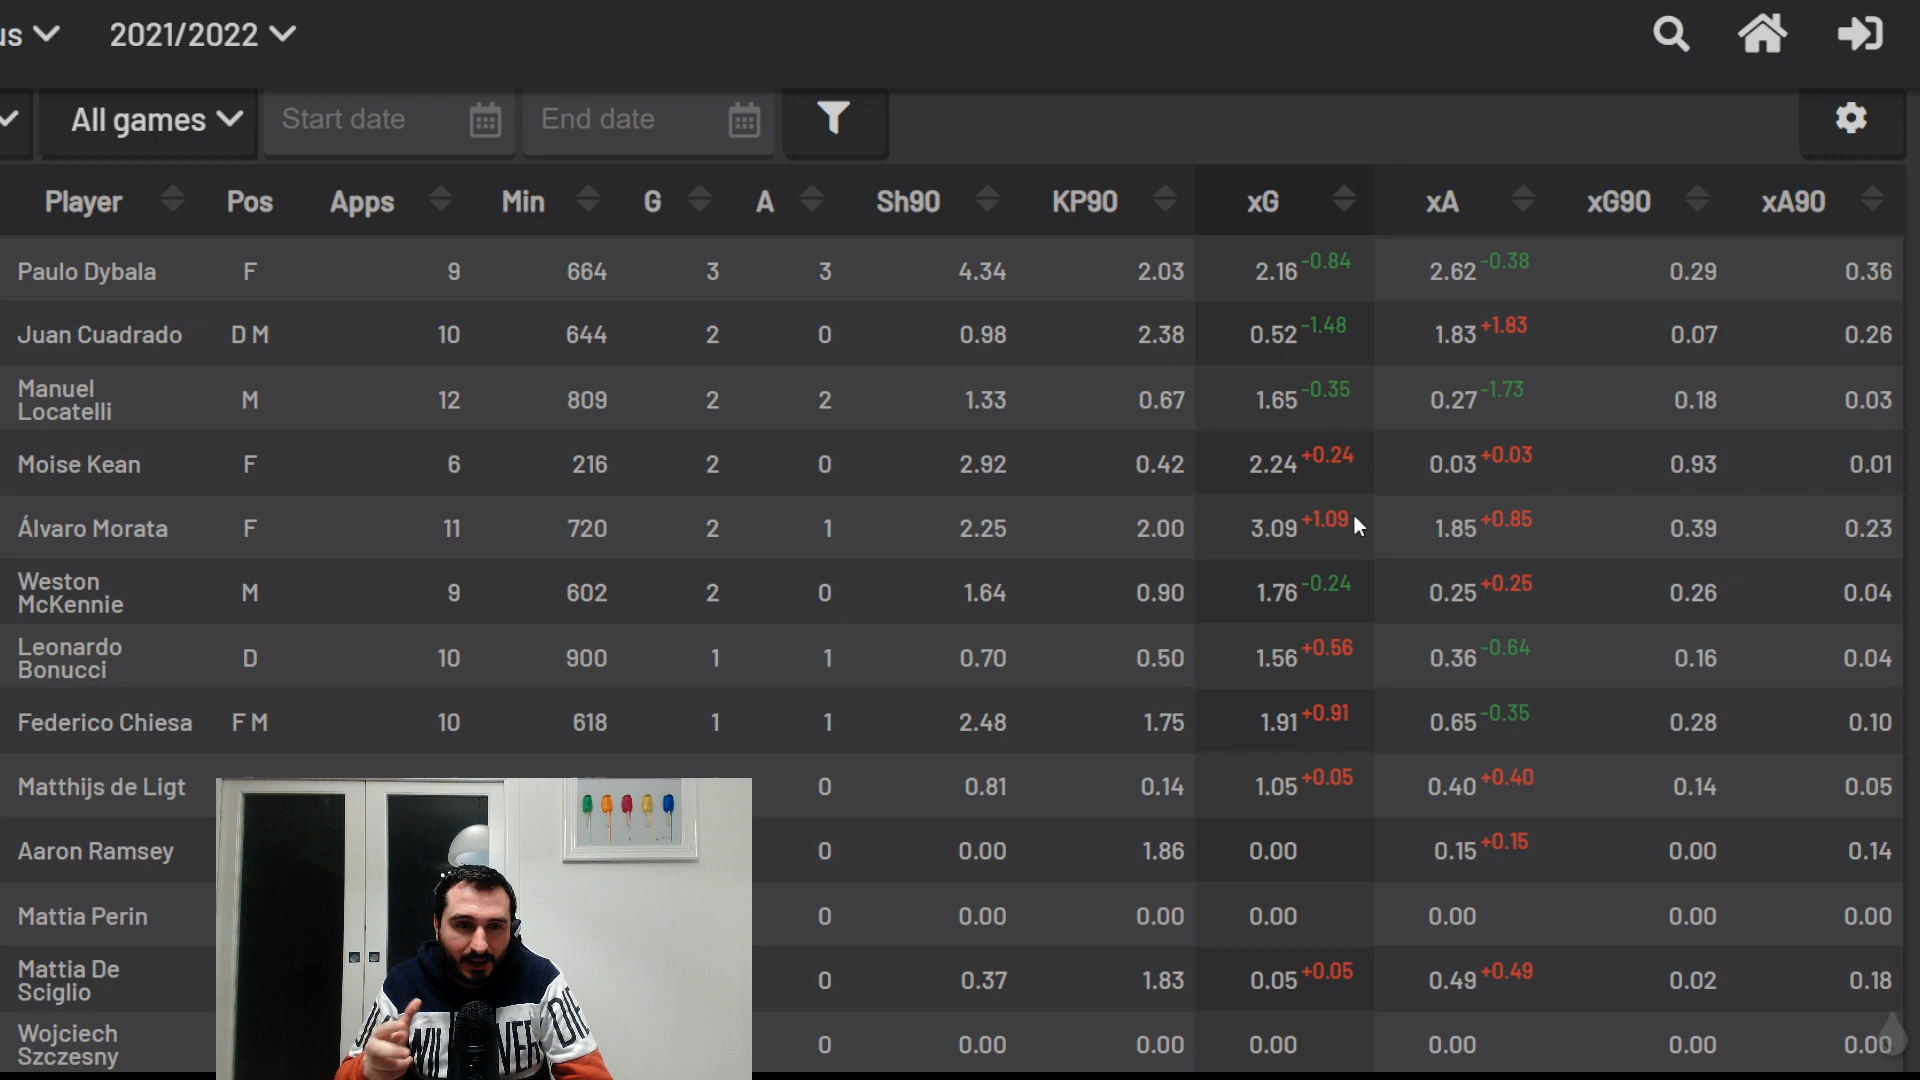 us 2021/2022
All games Start date End date
Player Pos Apps Min G A Sh90 KP90 xG xA xG90 xA90
Paulo Dybala F 9 664 3 3 4.34 2.03 2.16 -0.84 2.62 -0.38 0.29 0.36
Juan Cuadrado D M 10 644 2 0 0.98 2.38 0.52 -1.48 1.83 +1.83 0.07 0.26
Manuel
Locatelli M 12 809 2 2 1.33 0.67 1.65 -0.35 0.27 -1.73 0.18 0.03
Moise Kean F 6 216 2 0 2.92 0.42 2.24 +0.24 0.03 +0.03 0.93 0.01
Álvaro Morata F 11 720 2 1 2.25 2.00 3.09 +1.09 1.85 +0.85 0.39 0.23
Weston
McKennie M 9 602 2 0 1.64 0.90 1.76 -0.24 0.25 +0.25 0.26 0.04
Leonardo
Bonucci D 10 900 1 1 0.70 0.50 1.56 +0.56 0.36 -0.64 0.16 0.04
Federico Chiesa F M 10 618 1 1 2.48 1.75 1.91 +0.91 0.65 -0.35 0.28 0.10
Matthijs de Ligt 0 0.81 0.14 1.05 +0.05 0.40 +0.40 0.14 0.05
Aaron Ramsey 0 0.00 1.86 0.00 0.15 +0.15 0.00 0.14
Mattia Perin 0 0.00 0.00 0.00 0.00 0.00 0.00
Mattia De
Sciglio 0 0.37 1.83 0.05 +0.05 0.49 +0.49 0.02 0.18
Wojciech
Szczesny 0 0.00 0.00 0.00 0.00 0.00 0.00